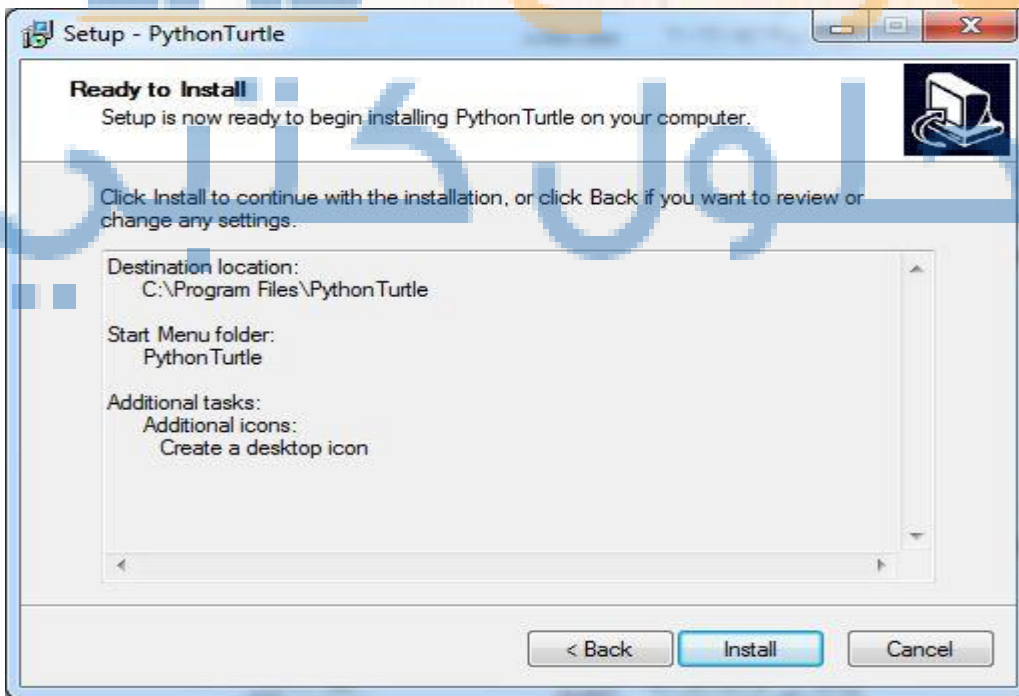 Setup - PythonTurtle
Ready to Install
Setup is now ready to begin installing PythonTurtle on your computer.
حلول كتبي
Click Install to continue with the installation, or click Back if you want to review or
change any settings.
Destination location:
C:\Program Files\PythonTurtle
Start Menu folder:
PythonTurtle
Additional tasks:
Additional icons:
Create a desktop icon
< Back
Install
Cancel